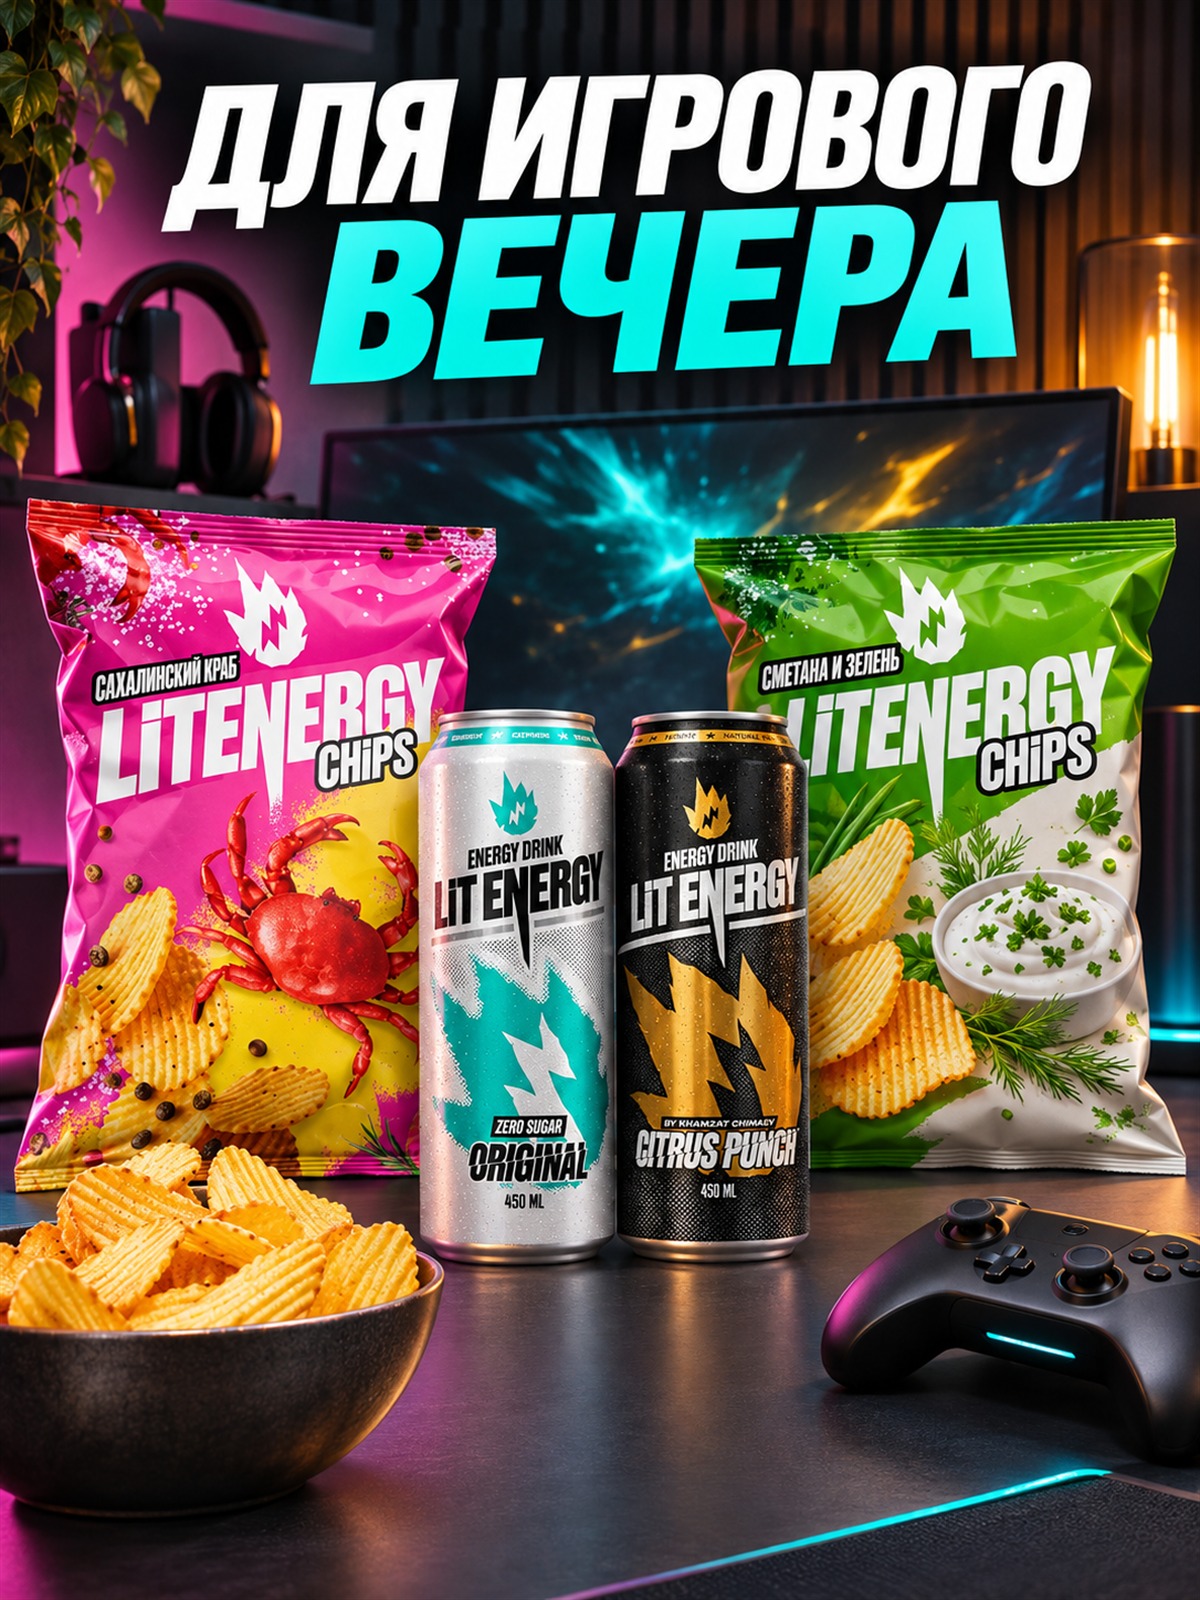 ДЛЯ ИГРОВОГО
ВЕЧЕРА
САХАЛИНСКИЙ КРАБ
LiTENERGY
CHiPS
СМЕТАНА И ЗЕЛЕНЬ
LiTENERGY
CHiPS
ENERGY DRINK
LiT ENERGY
ZERO SUGAR
ORIGINAL
450 ML
ENERGY DRINK
LiT ENERGY
BY KHAMZAT CHIMAEV
CITRUS PUNCH
450 ML